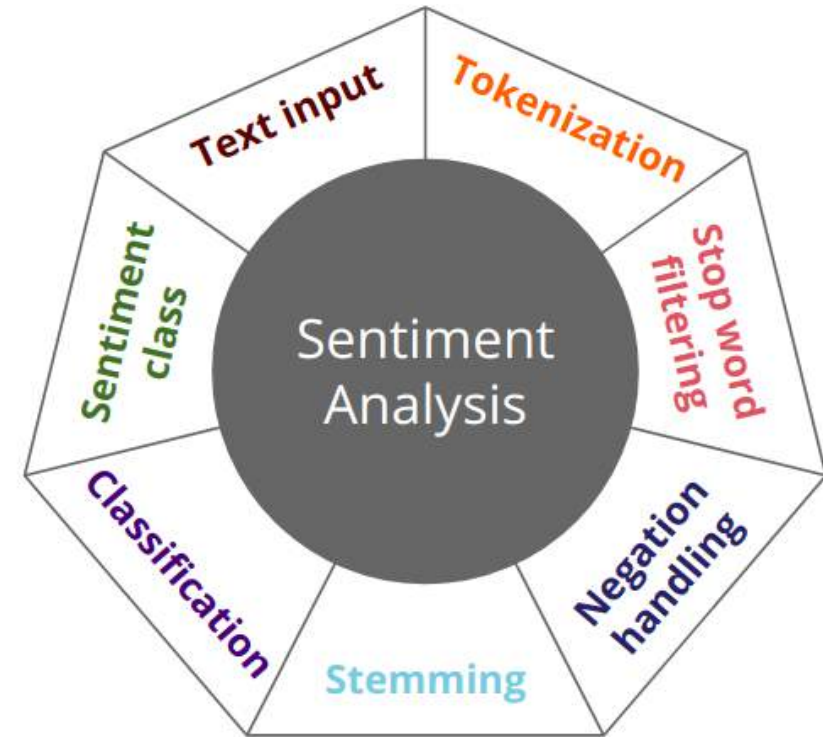 Text input
Tokenization
Stop word
filtering
Negation
handling
Stemming
Classification
Sentiment
class
Sentiment
Analysis